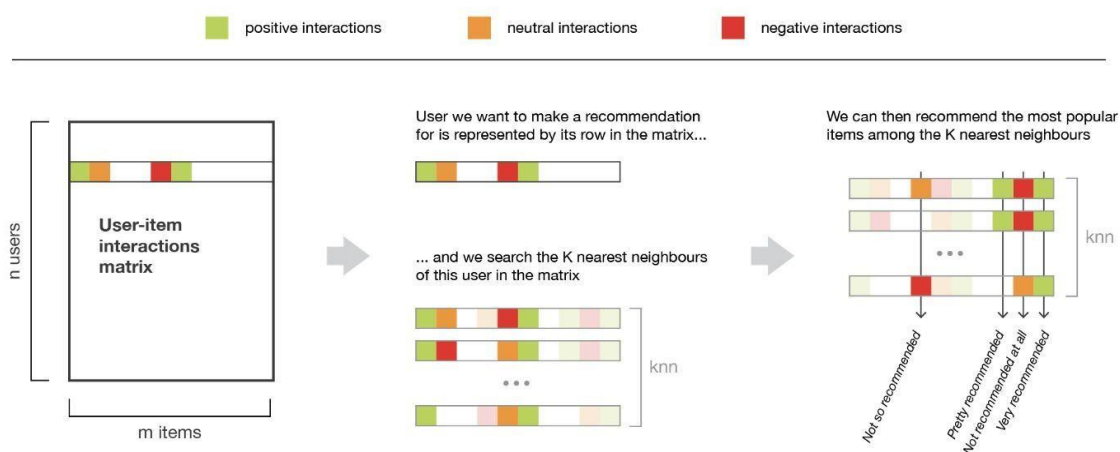 positive interactions
neutral interactions
negative interactions
n users
User-item
interactions
matrix
m items
User we want to make a recommendation
for is represented by its row in the matrix...
... and we search the K nearest neighbours
of this user in the matrix
knn
We can then recommend the most popular
items among the K nearest neighbours
knn
Not so recommended
Pretty recommended
Not recommended at all
Very recommended